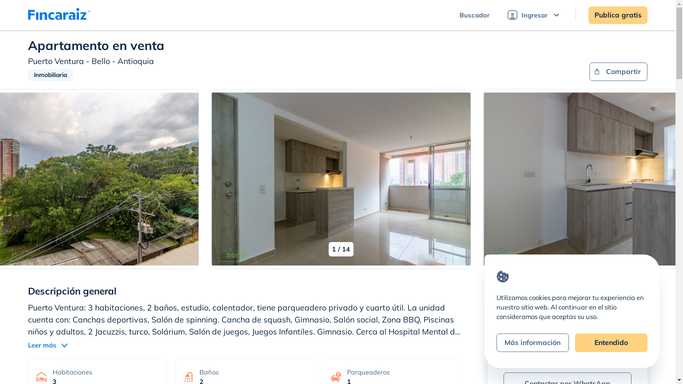 Fincaraiz
Buscador
Ingresar
Publica gratis
Apartamento en venta
Puerto Ventura - Bello - Antioquia
Inmobiliaria
Compartir
1 / 14
Descripción general
Puerto Ventura: 3 habitaciones, 2 baños, estudio, calentador, tiene parqueadero privado y cuarto útil. La unidad
cuenta con: Canchas deportivas, Salón de spinning, Cancha de squash, Gimnasio, Salón social, Zona BBQ, Piscinas
niños y adultos, 2 Jacuzzis, turco, Solárium, Salón de juegos, Juegos Infantiles. Gimnasio. Cerca al Hospital Mental d...
Leer más
Utilizamos cookies para mejorar tu experiencia en
nuestro sitio web. Al continuar en el sitio
consideramos que aceptas su uso.
Más información
Entendido
Habitaciones
3
Baños
2
Parqueaderos
1
Contactar por WhatsApp